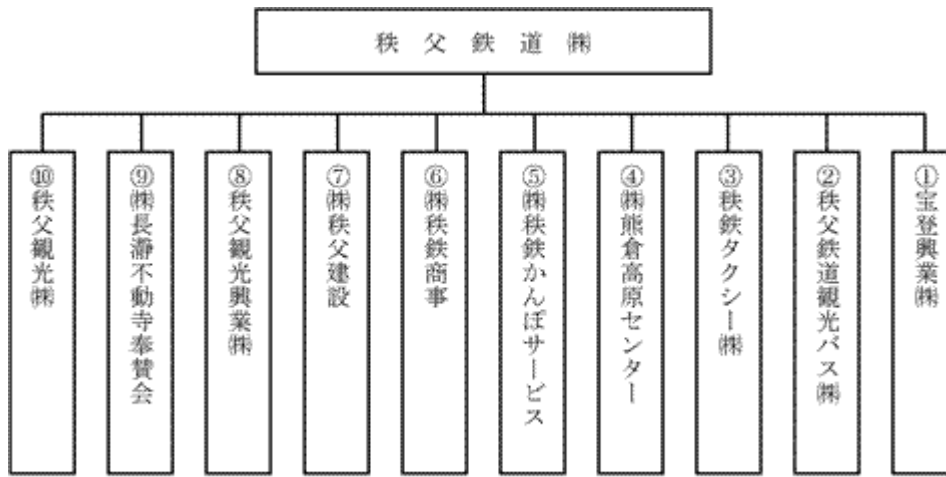 秩父鉄道㈱
①宝登興業㈱
②秩父鉄道観光バス㈱
③秩鉄タクシー㈱
④㈱熊倉高原センター
⑤㈱秩鉄かんぽサービス
⑥㈱秩鉄商事
⑦㈱秩父建設
⑧秩父観光興業㈱
⑨㈱長瀞不動寺奉賛会
⑩秩父観光㈱